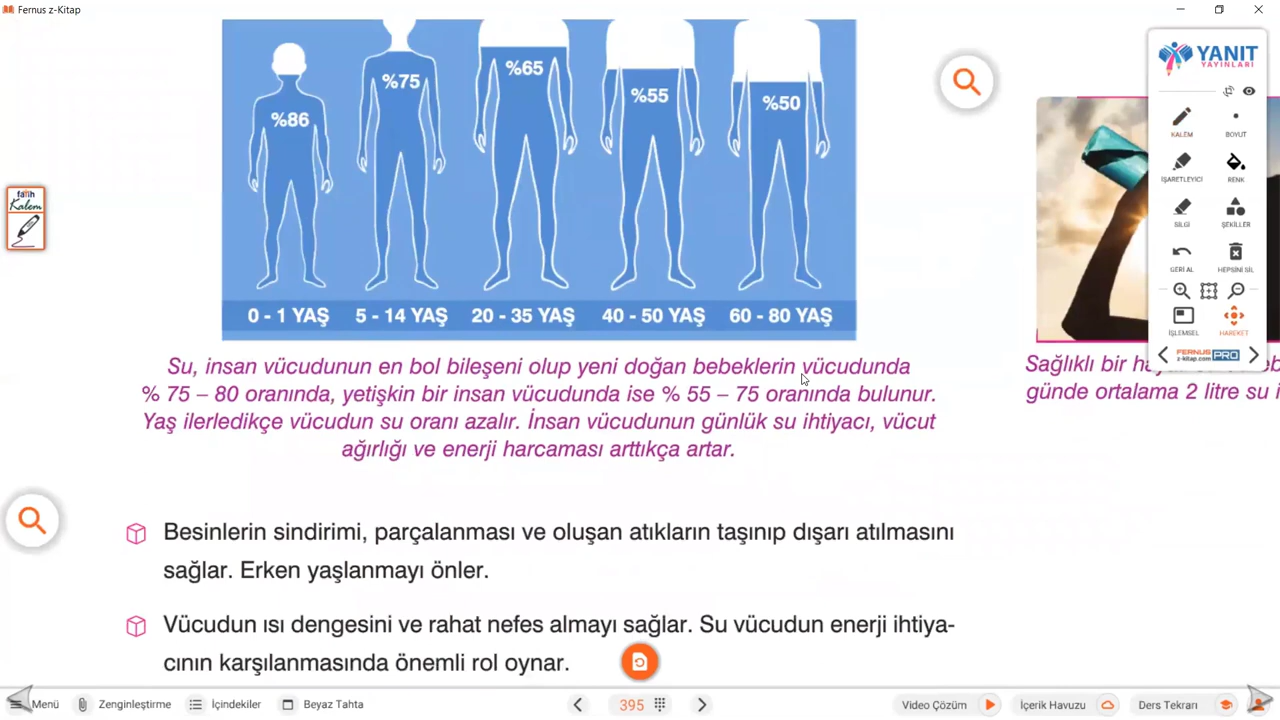 Fernus z-Kitap
%86
%75
%65
%55
%50
0 - 1 YAŞ
5 - 14 YAŞ
20 - 35 YAŞ
40 - 50 YAŞ
60 - 80 YAŞ
Su, insan vücudunun en bol bileşeni olup yeni doğan bebeklerin vücudunda
% 75 – 80 oranında, yetişkin bir insan vücudunda ise % 55 – 75 oranında bulunur.
Yaş ilerledikçe vücudun su oranı azalır. İnsan vücudunun günlük su ihtiyacı, vücut
ağırlığı ve enerji harcaması arttıkça artar.
Besinlerin sindirimi, parçalanması ve oluşan atıkların taşınıp dışarı atılmasını
sağlar. Erken yaşlanmayı önler.
Vücudun ısı dengesini ve rahat nefes almayı sağlar. Su vücudun enerji ihtiya-
cının karşılanmasında önemli rol oynar.
Sağlıklı bir
günde ortalama 2 litre su
fatih
Kalem
YANIT
YAYINLARI
KALEM
BOYUT
İŞARETLEYİCİ
RENK
SİLGİ
ŞEKİLLER
GERİ AL
HEPSİNİ SİL
İŞLEMSEL
HAREKET
FERNUS
z-kitap.com
PRO
Menü
Zenginleştirme
İçindekiler
Beyaz Tahta
395
Video Çözüm
İçerik Havuzu
Ders Tekrarı